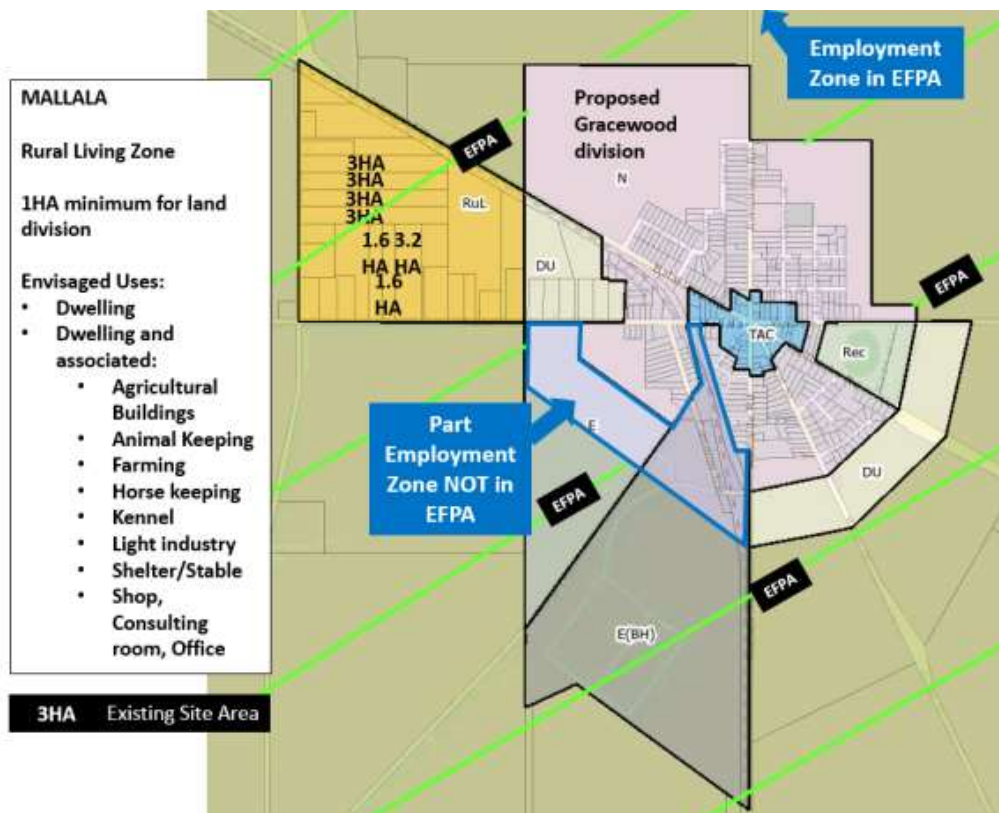 MALLALA
Rural Living Zone
1HA minimum for land
division
Envisaged Uses:
• Dwelling
• Dwelling and
associated:
• Agricultural
Buildings
• Animal Keeping
• Farming
• Horse keeping
• Kennel
• Light industry
• Shelter/Stable
• Shop,
Consulting
room, Office
3HA Existing Site Area
Employment
Zone in EFPA
Proposed
Gracewood
division
N
EFPA
3HA
3HA
3HA
3HA
RuL
1.6 3.2
HA HA
1.6
HA
DU
EFPA
TAC
Rec
Part
Employment
Zone NOT in
EFPA
E
DU
EFPA
EFPA
E(BH)